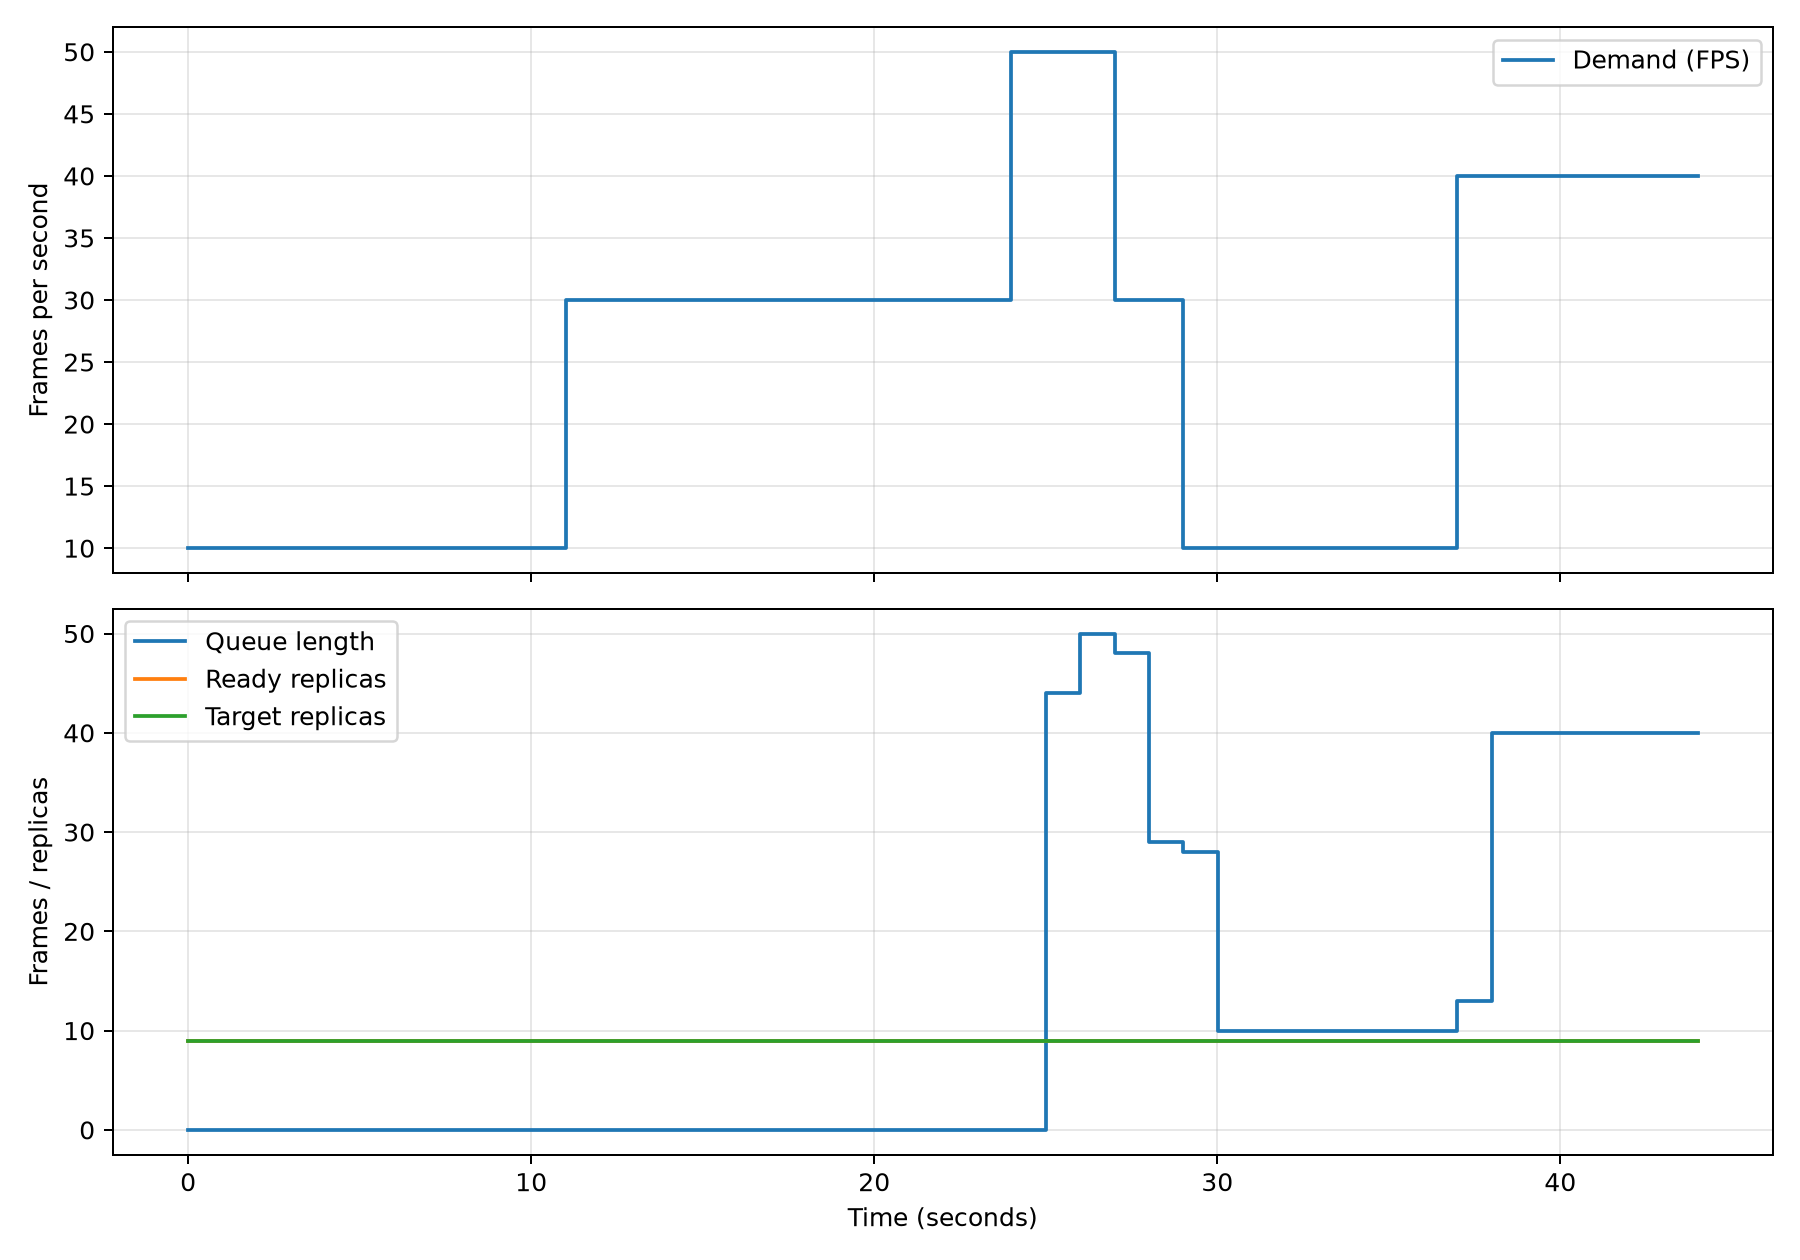 50
45
40
35
30
25
20
15
10
Frames per second
Demand (FPS)
50
40
30
20
10
0
Frames / replicas
Queue length
Ready replicas
Target replicas
0 10 20 30 40
Time (seconds)